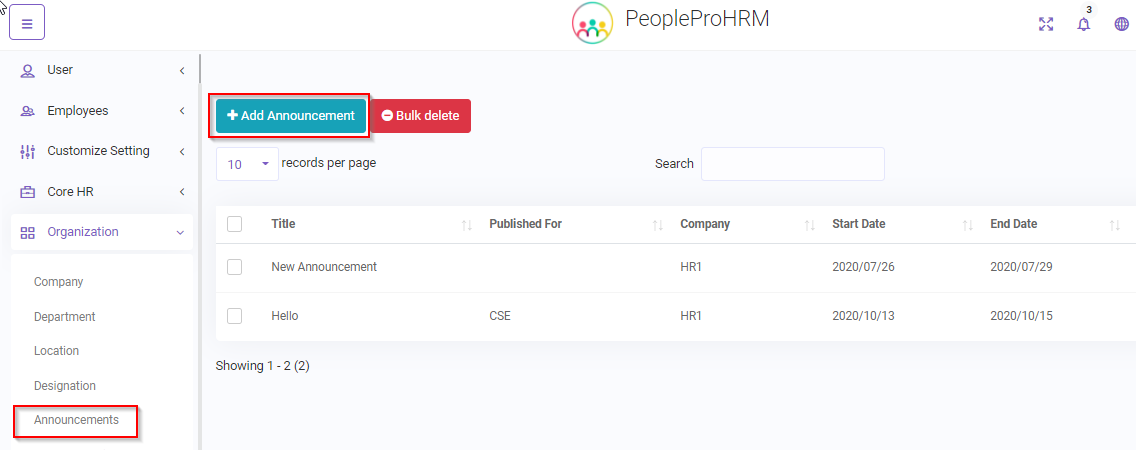 PeopleProHRM
3
User
Employees
Customize Setting
Core HR
Organization
Company
Department
Location
Designation
Announcements
Add Announcement Bulk delete
10 records per page Search
Title Published For Company Start Date End Date
New Announcement HR1 2020/07/26 2020/07/29
Hello CSE HR1 2020/10/13 2020/10/15
Showing 1 - 2 (2)